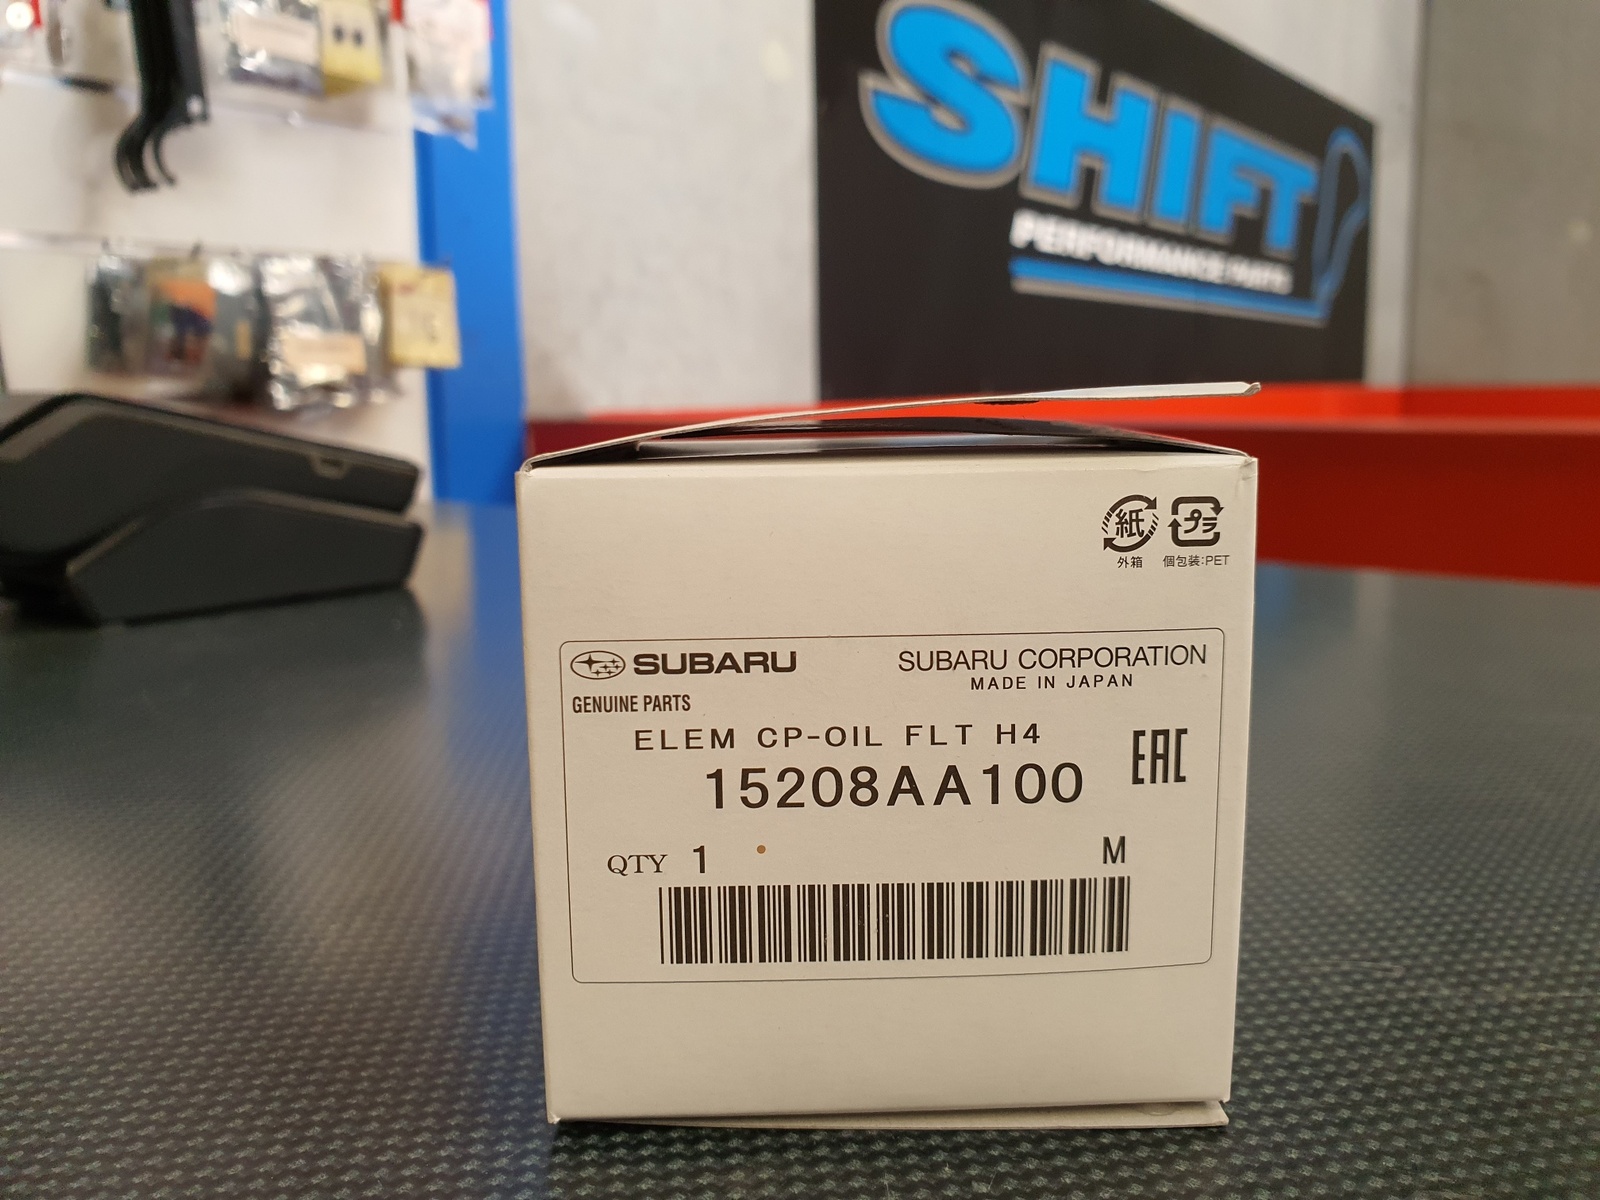 SHIFT
PERFORMANCE PARTS
紙
プラ
外箱
個包装:PET
SUBARU
SUBARU CORPORATION
MADE IN JAPAN
GENUINE PARTS
ELEM CP-OIL FLT H4
15208AA100
EAC
QTY 1
M